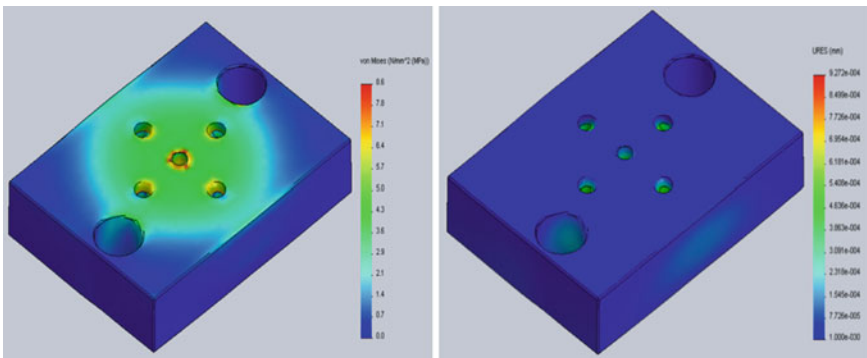 von Mises (N/mm^2 (MPa))
8.6
7.9
7.2
6.4
5.7
5.0
4.3
3.6
2.9
2.1
1.4
0.7
0.0
URES (mm)
9.272e-004
8.499e-004
7.726e-004
6.954e-004
6.181e-004
5.408e-004
4.636e-004
3.863e-004
3.091e-004
2.318e-004
1.545e-004
7.726e-005
1.000e-030